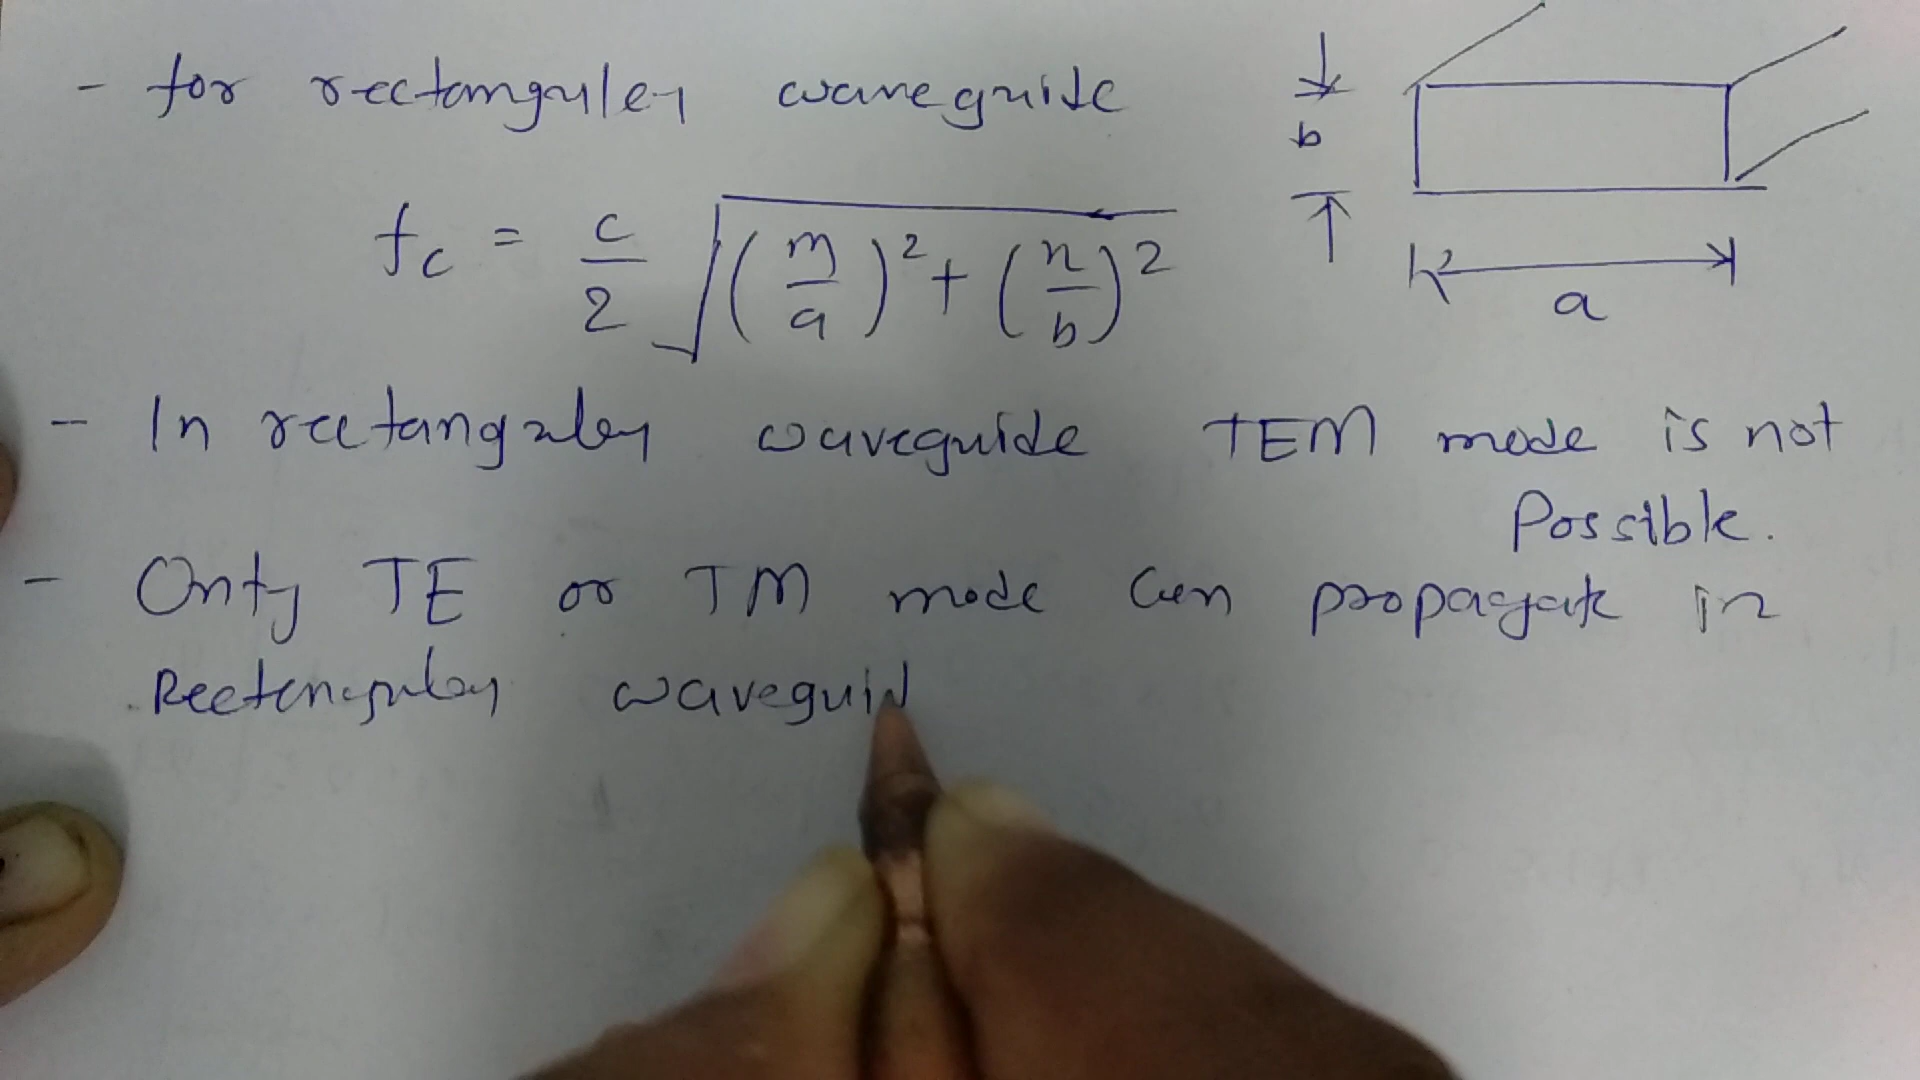 - for rectangular waveguide
b
fc = c/2 √((m/a)² + (n/b)²)
a
- In rectangular waveguide TEM mode is not
possible.
- Only TE or TM mode can propagate in
Rectangular waveguid